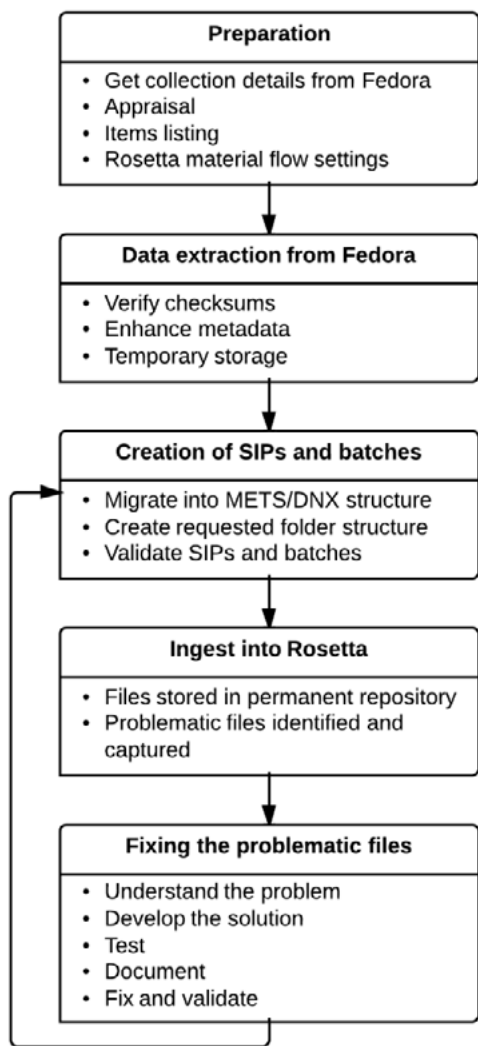 Preparation
• Get collection details from Fedora
• Appraisal
• Items listing
• Rosetta material flow settings
Data extraction from Fedora
• Verify checksums
• Enhance metadata
• Temporary storage
Creation of SIPs and batches
• Migrate into METS/DNX structure
• Create requested folder structure
• Validate SIPs and batches
Ingest into Rosetta
• Files stored in permanent repository
• Problematic files identified and
captured
Fixing the problematic files
• Understand the problem
• Develop the solution
• Test
• Document
• Fix and validate